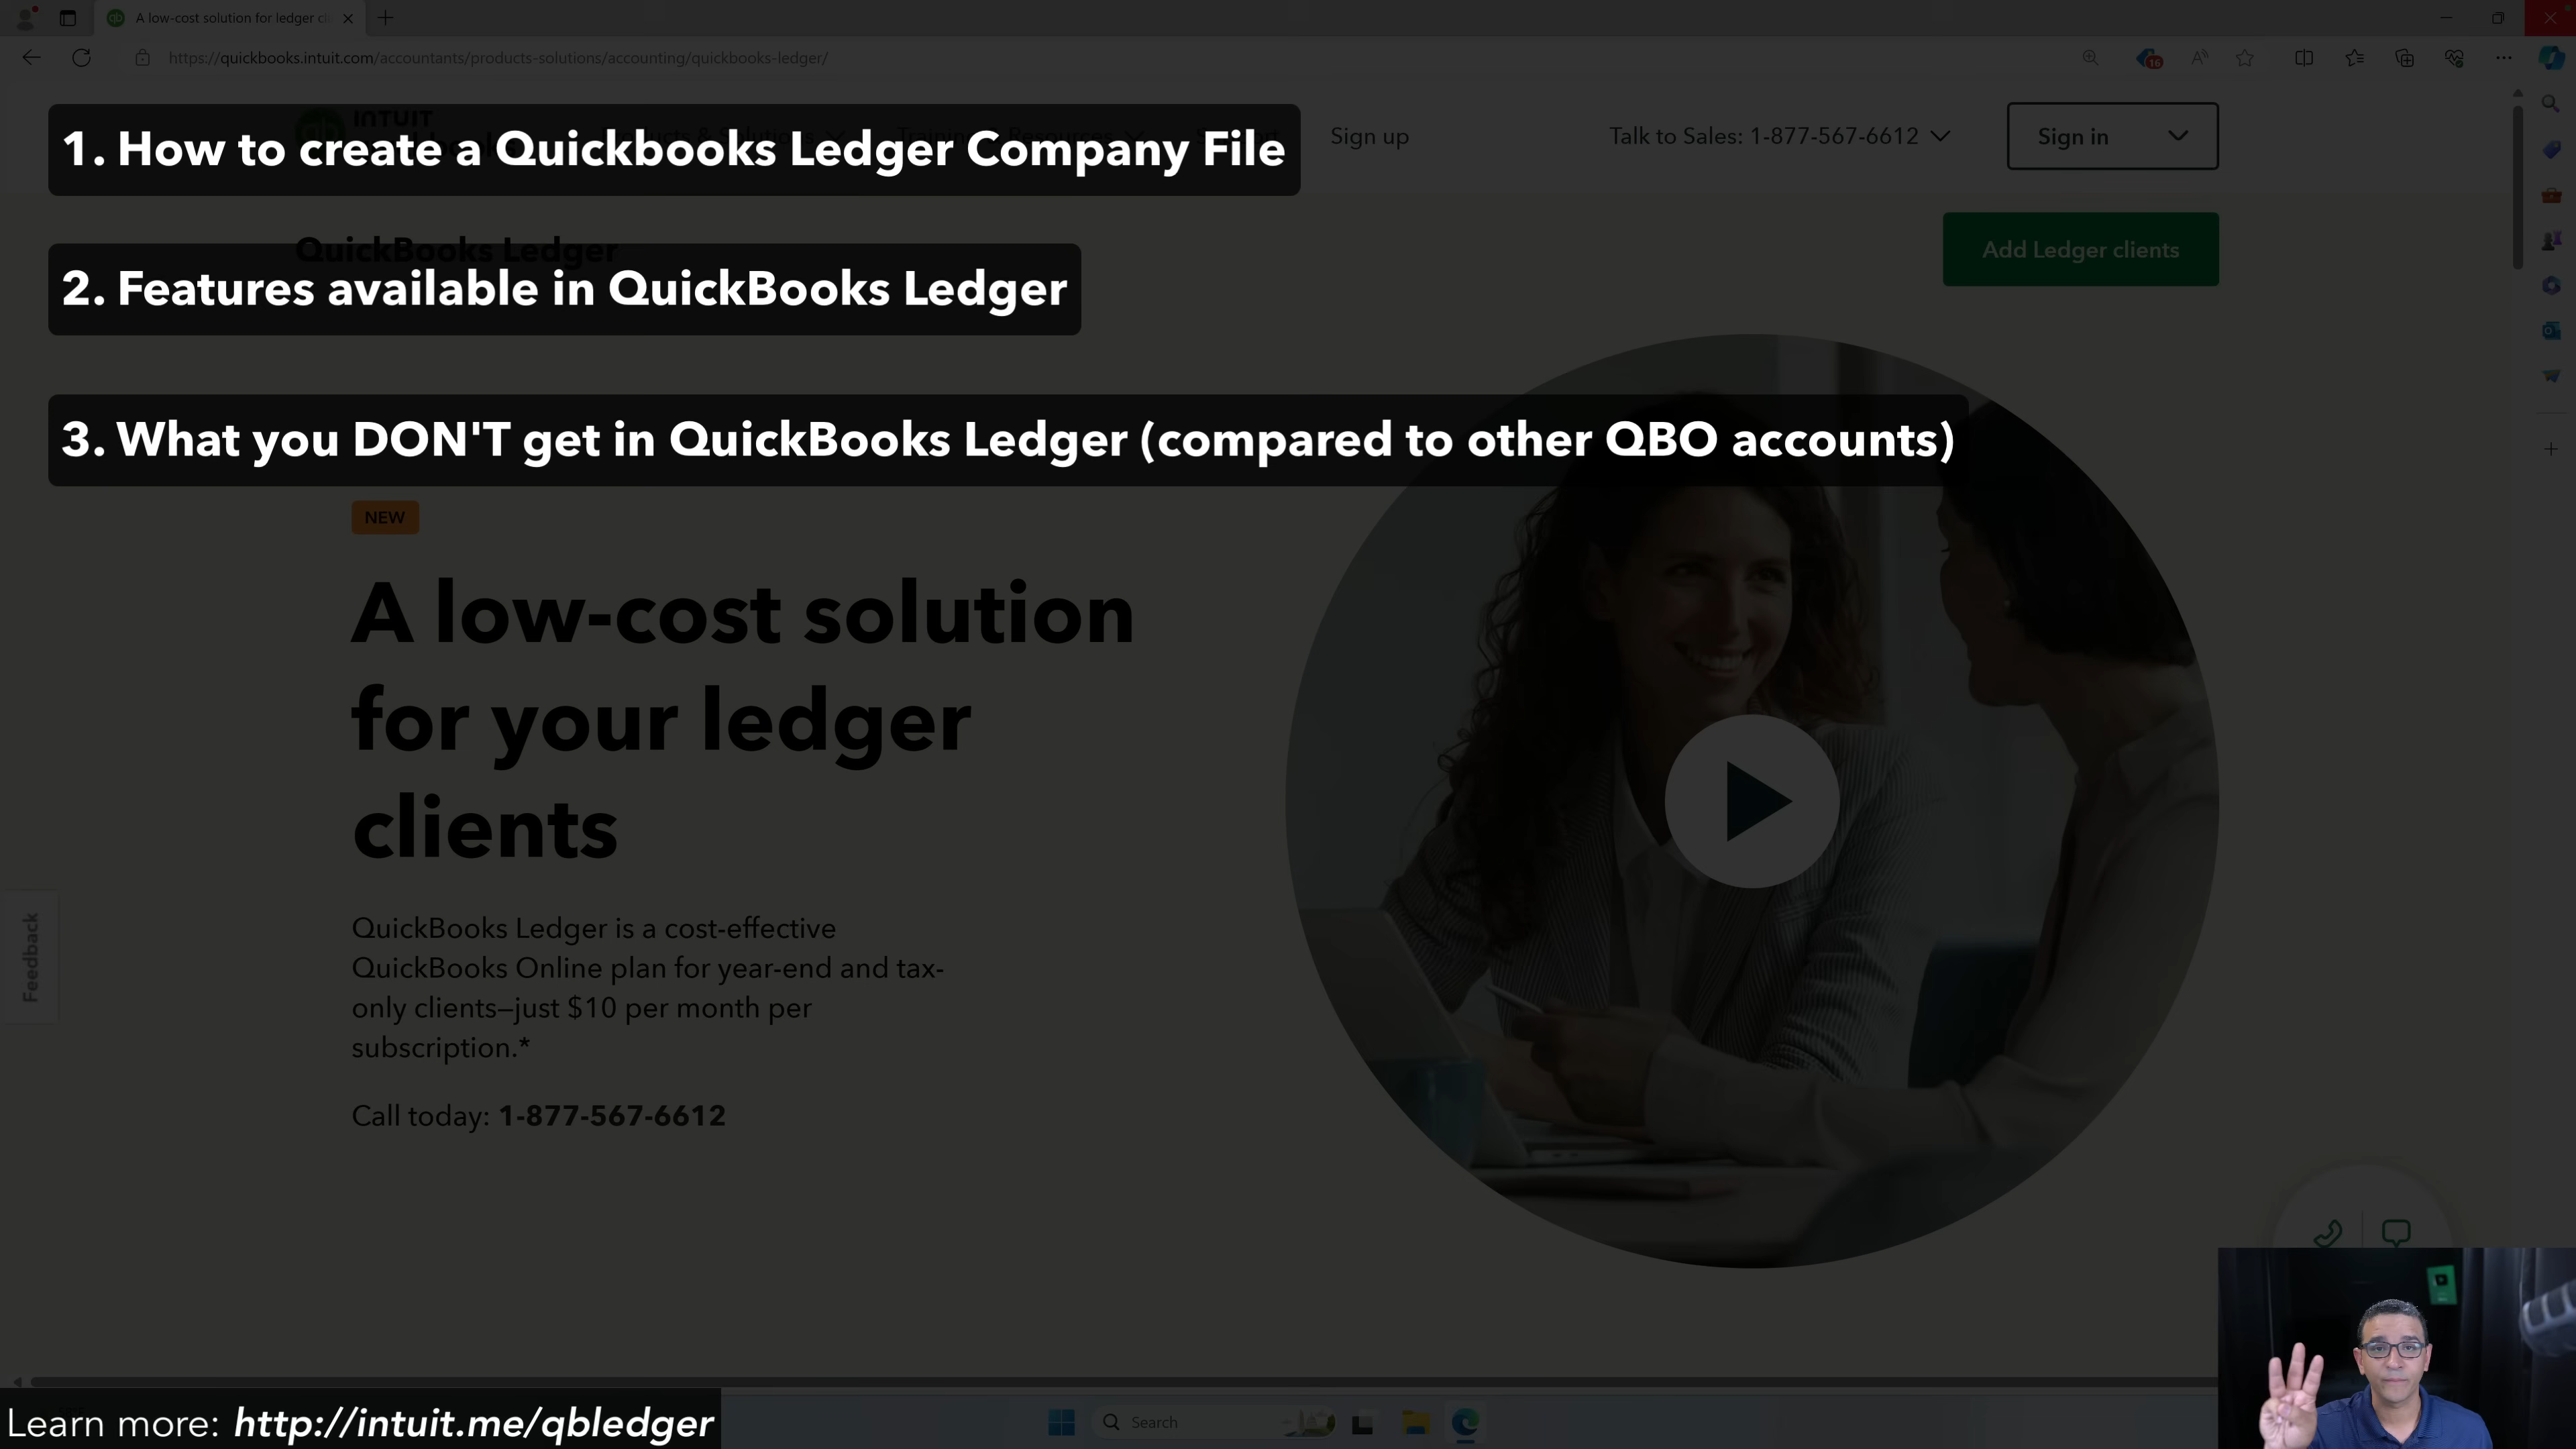 A low-cost solution for ledger cli
https://quickbooks.intuit.com/accountants/products-solutions/accounting/quickbooks-ledger/
16
INTUIT
Sign up
Talk to Sales: 1-877-567-6612
Sign in
1. How to create a Quickbooks Ledger Company File
QuickBooks Ledger
Add Ledger clients
2. Features available in QuickBooks Ledger
3. What you DON'T get in QuickBooks Ledger (compared to other QBO accounts)
NEW
A low-cost solution
for your ledger
clients
QuickBooks Ledger is a cost-effective
QuickBooks Online plan for year-end and tax-
only clients—just $10 per month per
subscription.*
Call today: 1-877-567-6612
Feedback
Learn more: http://intuit.me/qbledger
Search